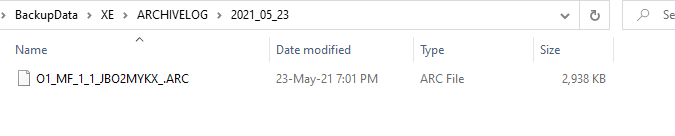 BackupData > XE > ARCHIVELOG > 2021_05_23 Se
Name Date modified Type Size
O1_MF_1_1_JBO2MYKX_.ARC 23-May-21 7:01 PM ARC File 2,938 KB